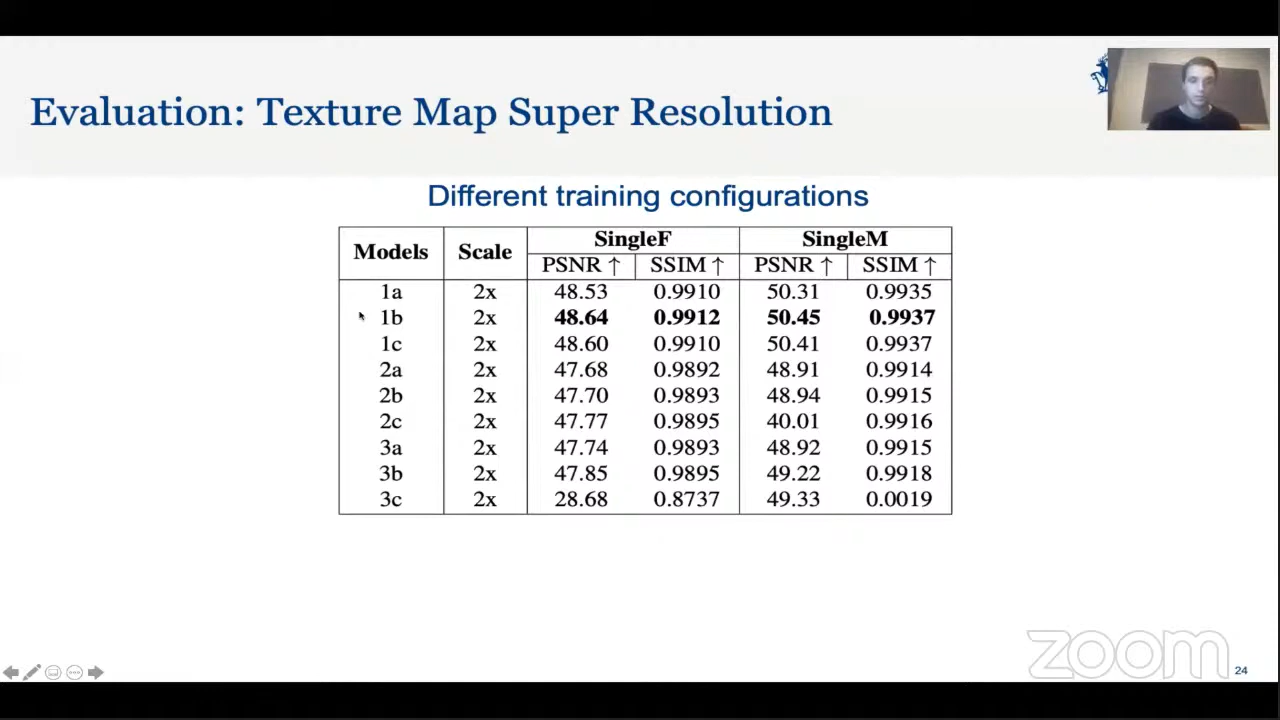 Evaluation: Texture Map Super Resolution
Different training configurations
Models Scale SingleF SingleM
PSNR ↑ SSIM ↑ PSNR ↑ SSIM ↑
1a 2x 48.53 0.9910 50.31 0.9935
1b 2x 48.64 0.9912 50.45 0.9937
1c 2x 48.60 0.9910 50.41 0.9937
2a 2x 47.68 0.9892 48.91 0.9914
2b 2x 47.70 0.9893 48.94 0.9915
2c 2x 47.77 0.9895 40.01 0.9916
3a 2x 47.74 0.9893 48.92 0.9915
3b 2x 47.85 0.9895 49.22 0.9918
3c 2x 28.68 0.8737 49.33 0.0019
zoom
24